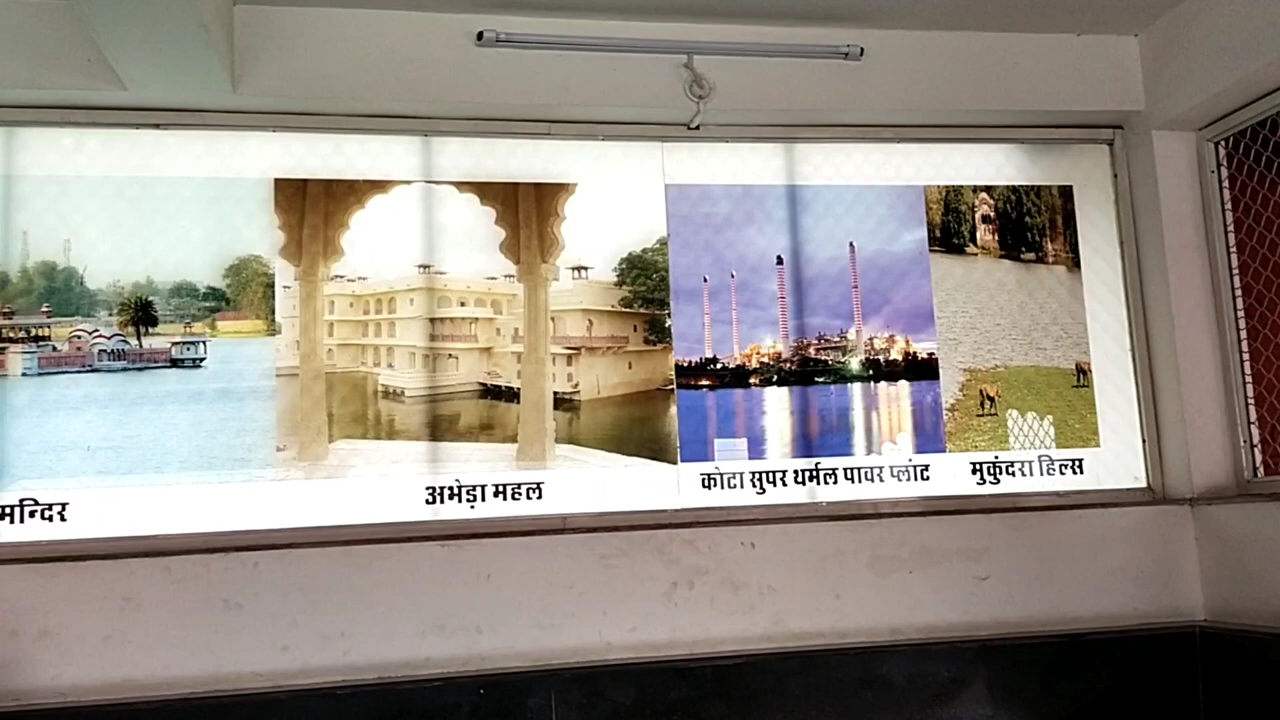 मन्दिर
अभेड़ा महल
कोटा सुपर थर्मल पावर प्लांट
मुकुंदरा हिल्स